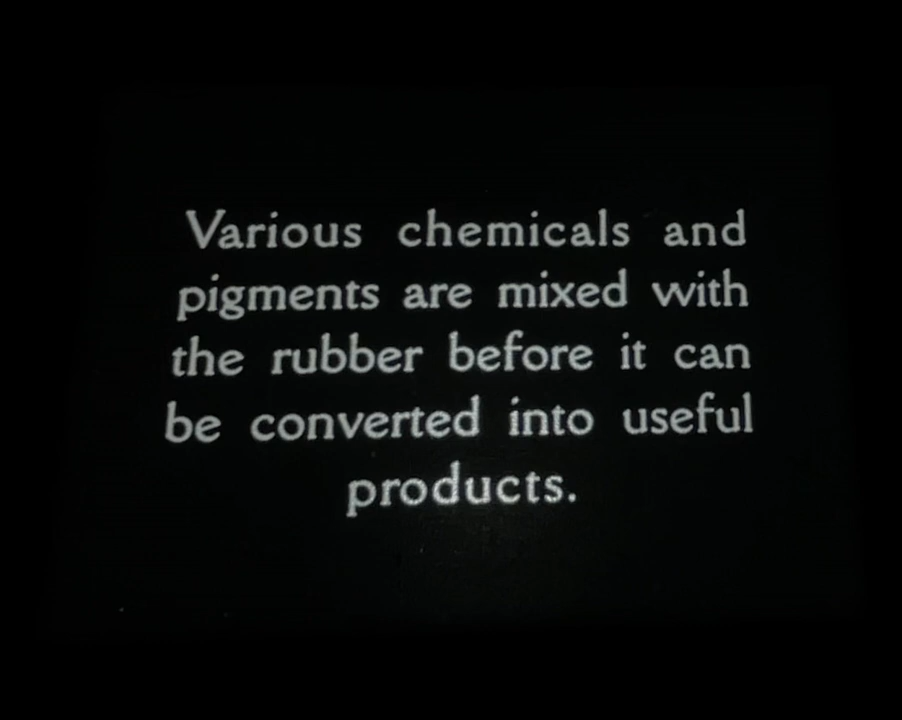 Various chemicals and
pigments are mixed with
the rubber before it can
be converted into useful
products.